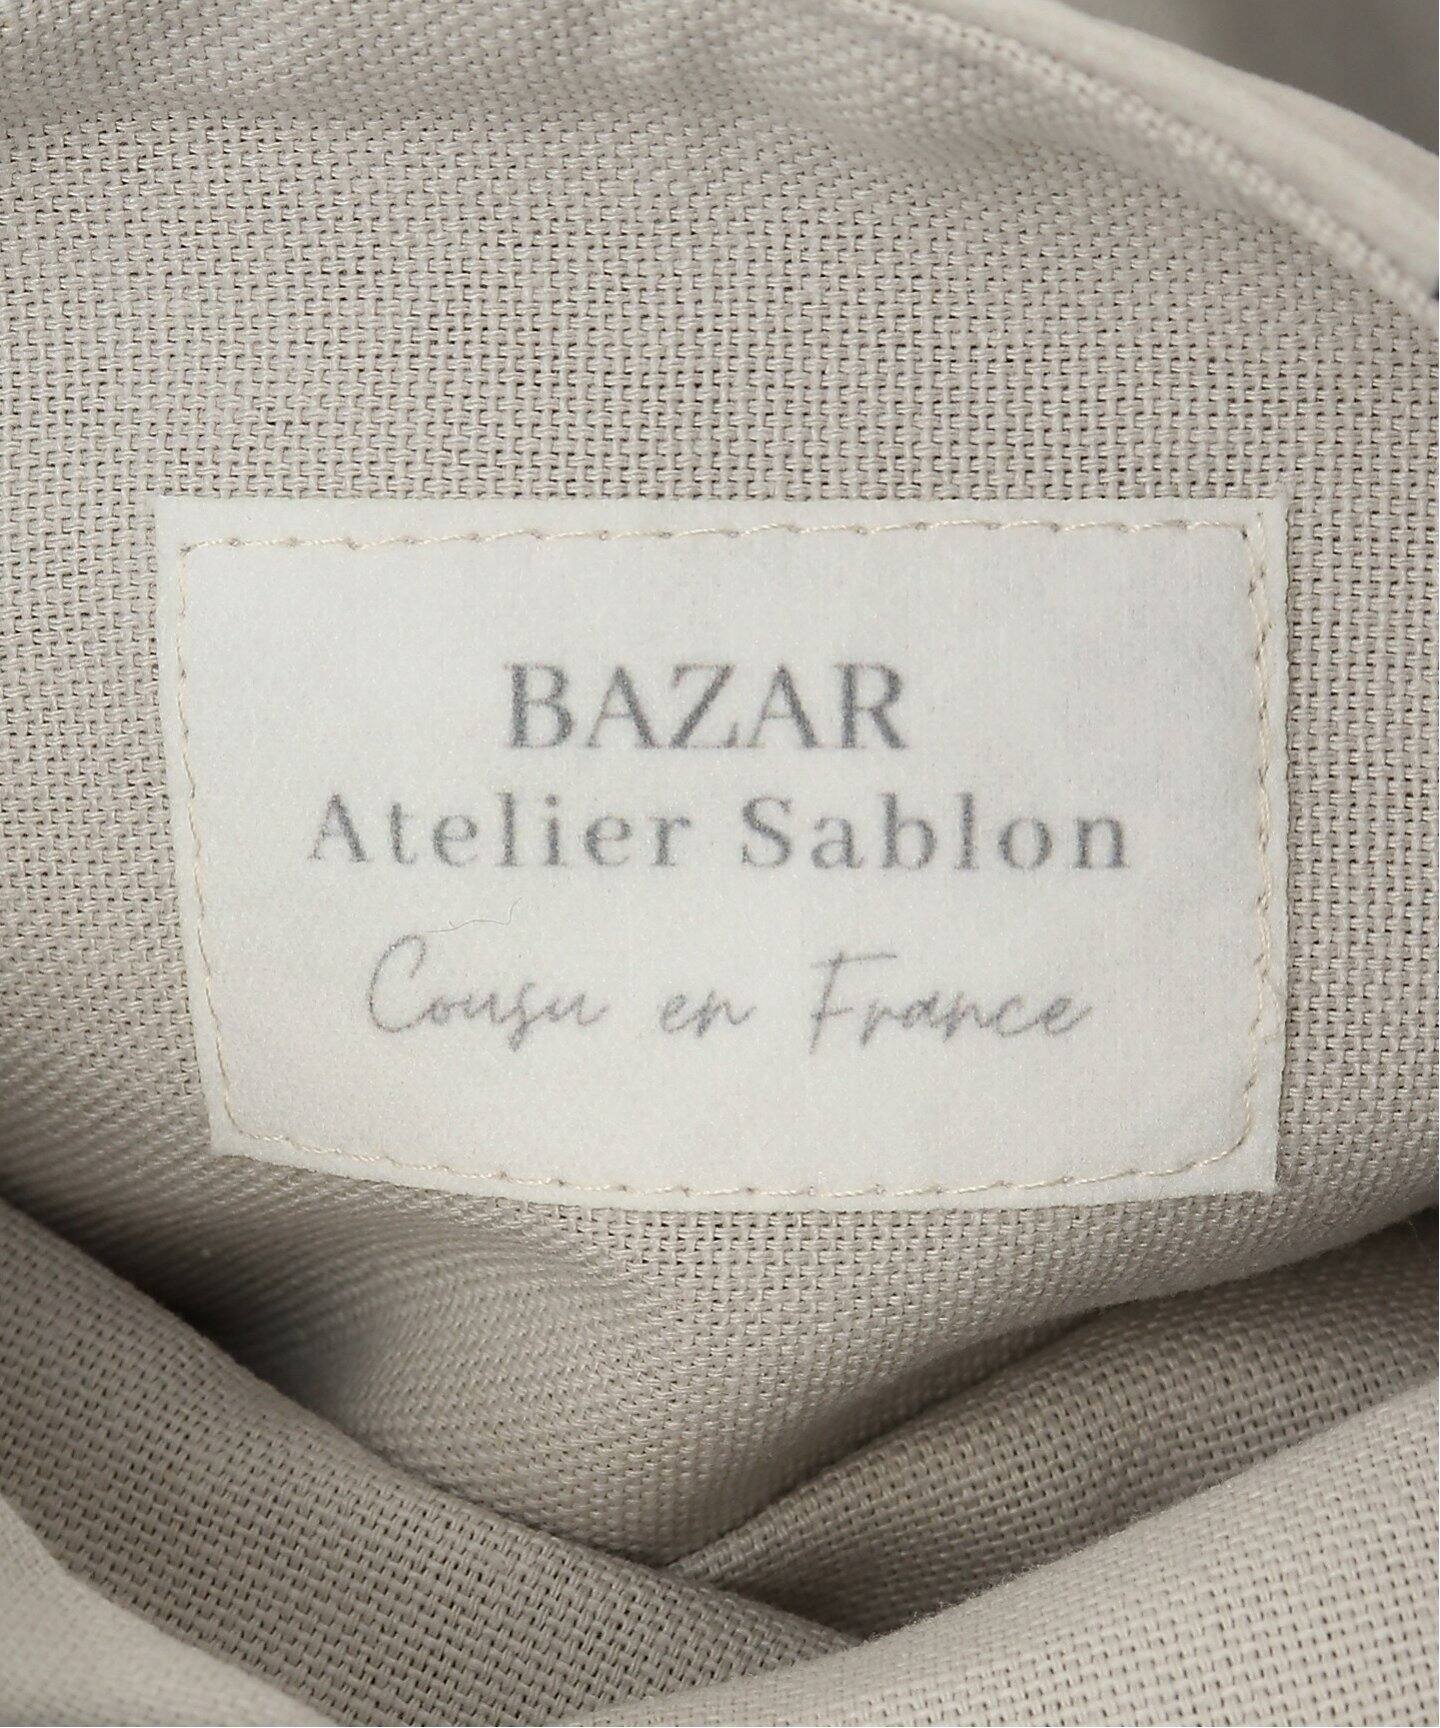 BAZAR
Atelier Sablon
Cousu en France